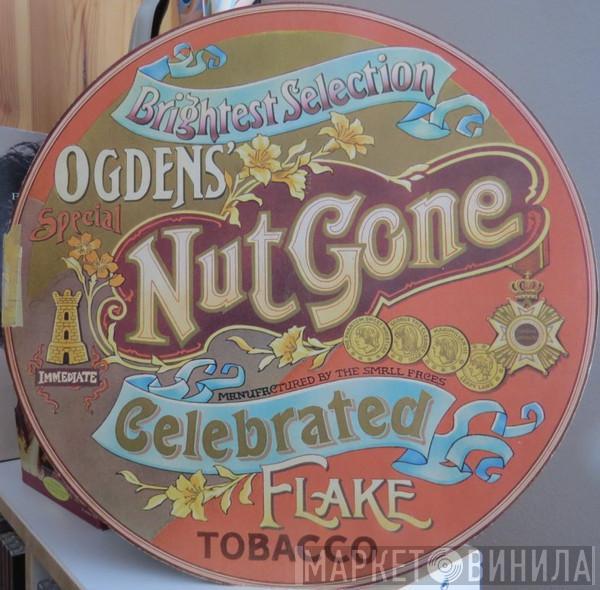 Brightest Selection
OGDENS'
Special
Nut Gone
IMMEDIATE
MANUFACTURED BY THE SMALL FACES
Celebrated
FLAKE
TOBACCO
МАРКЕТ ВИНИЛА